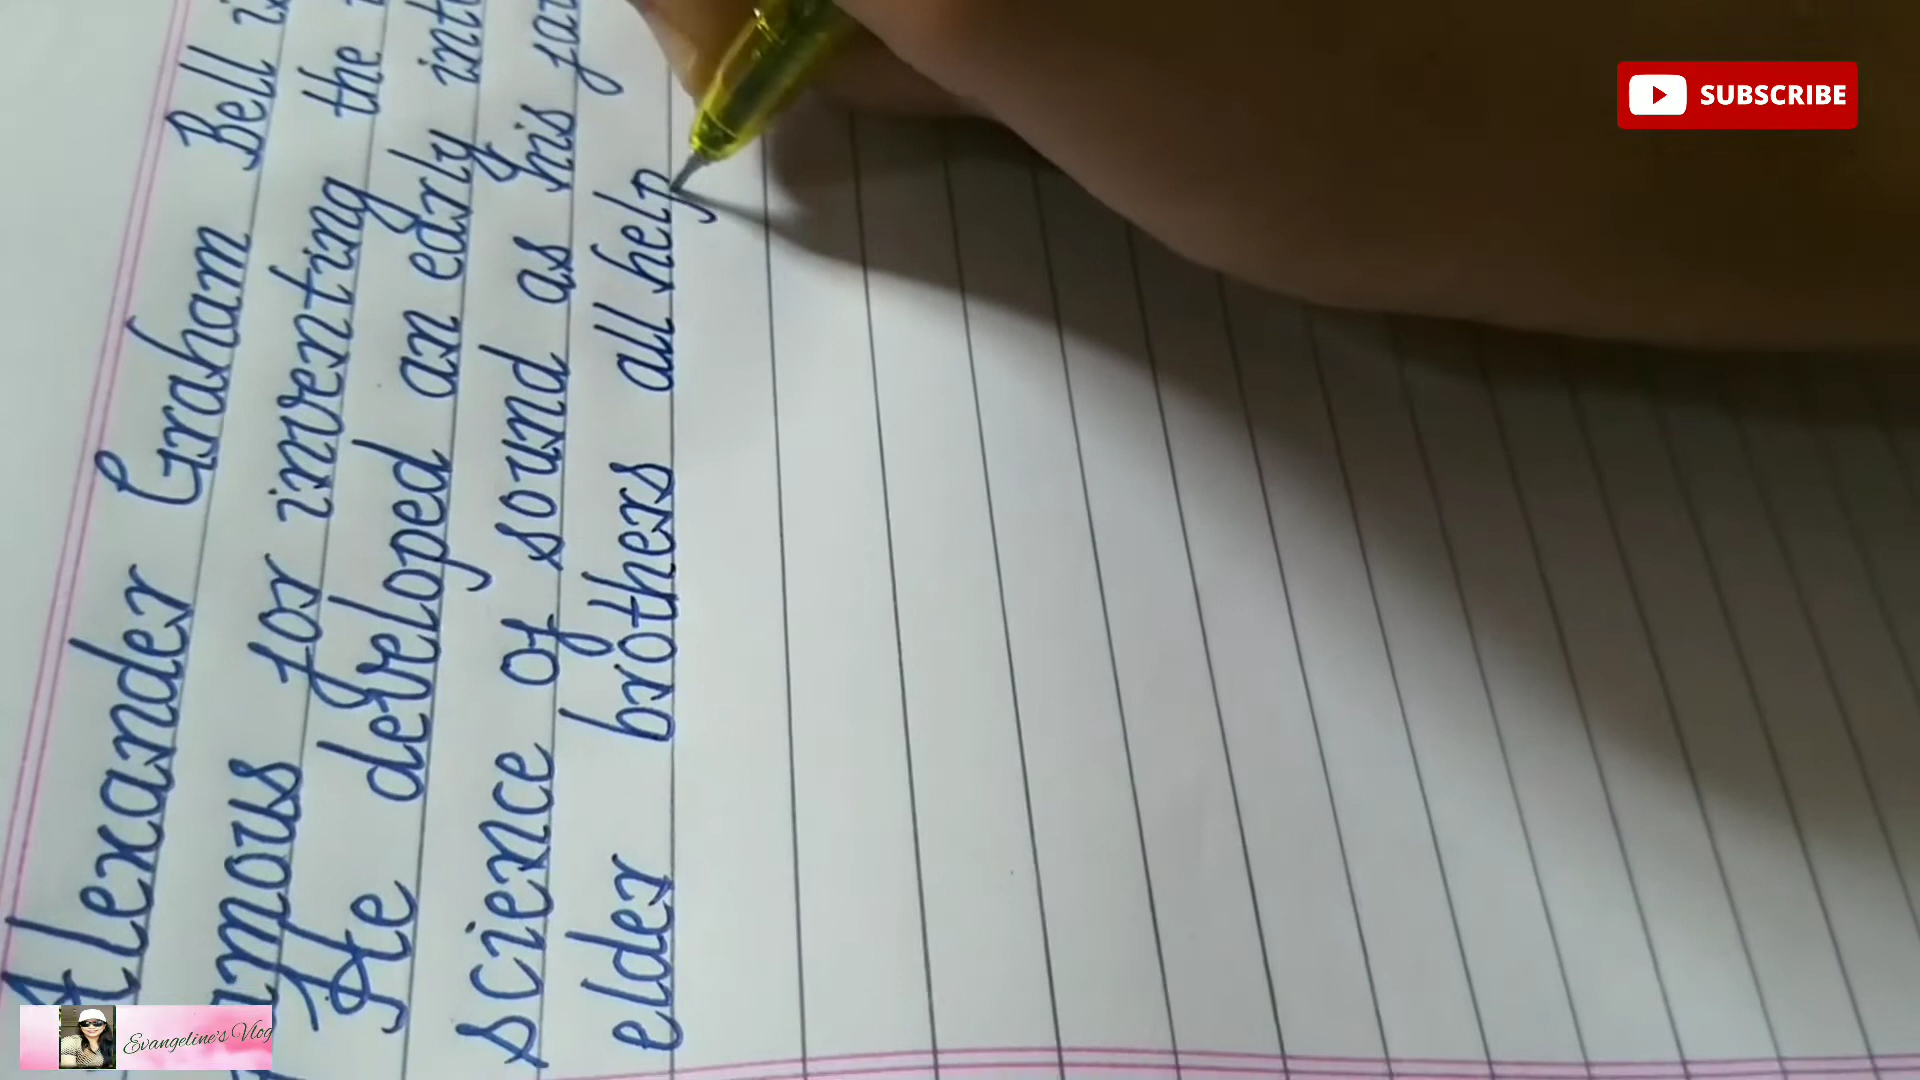 Alexander Graham Bell
for inventing the
He developed an early
science of sound as his
elder brothers all help
SUBSCRIBE
Evangeline's Vlog